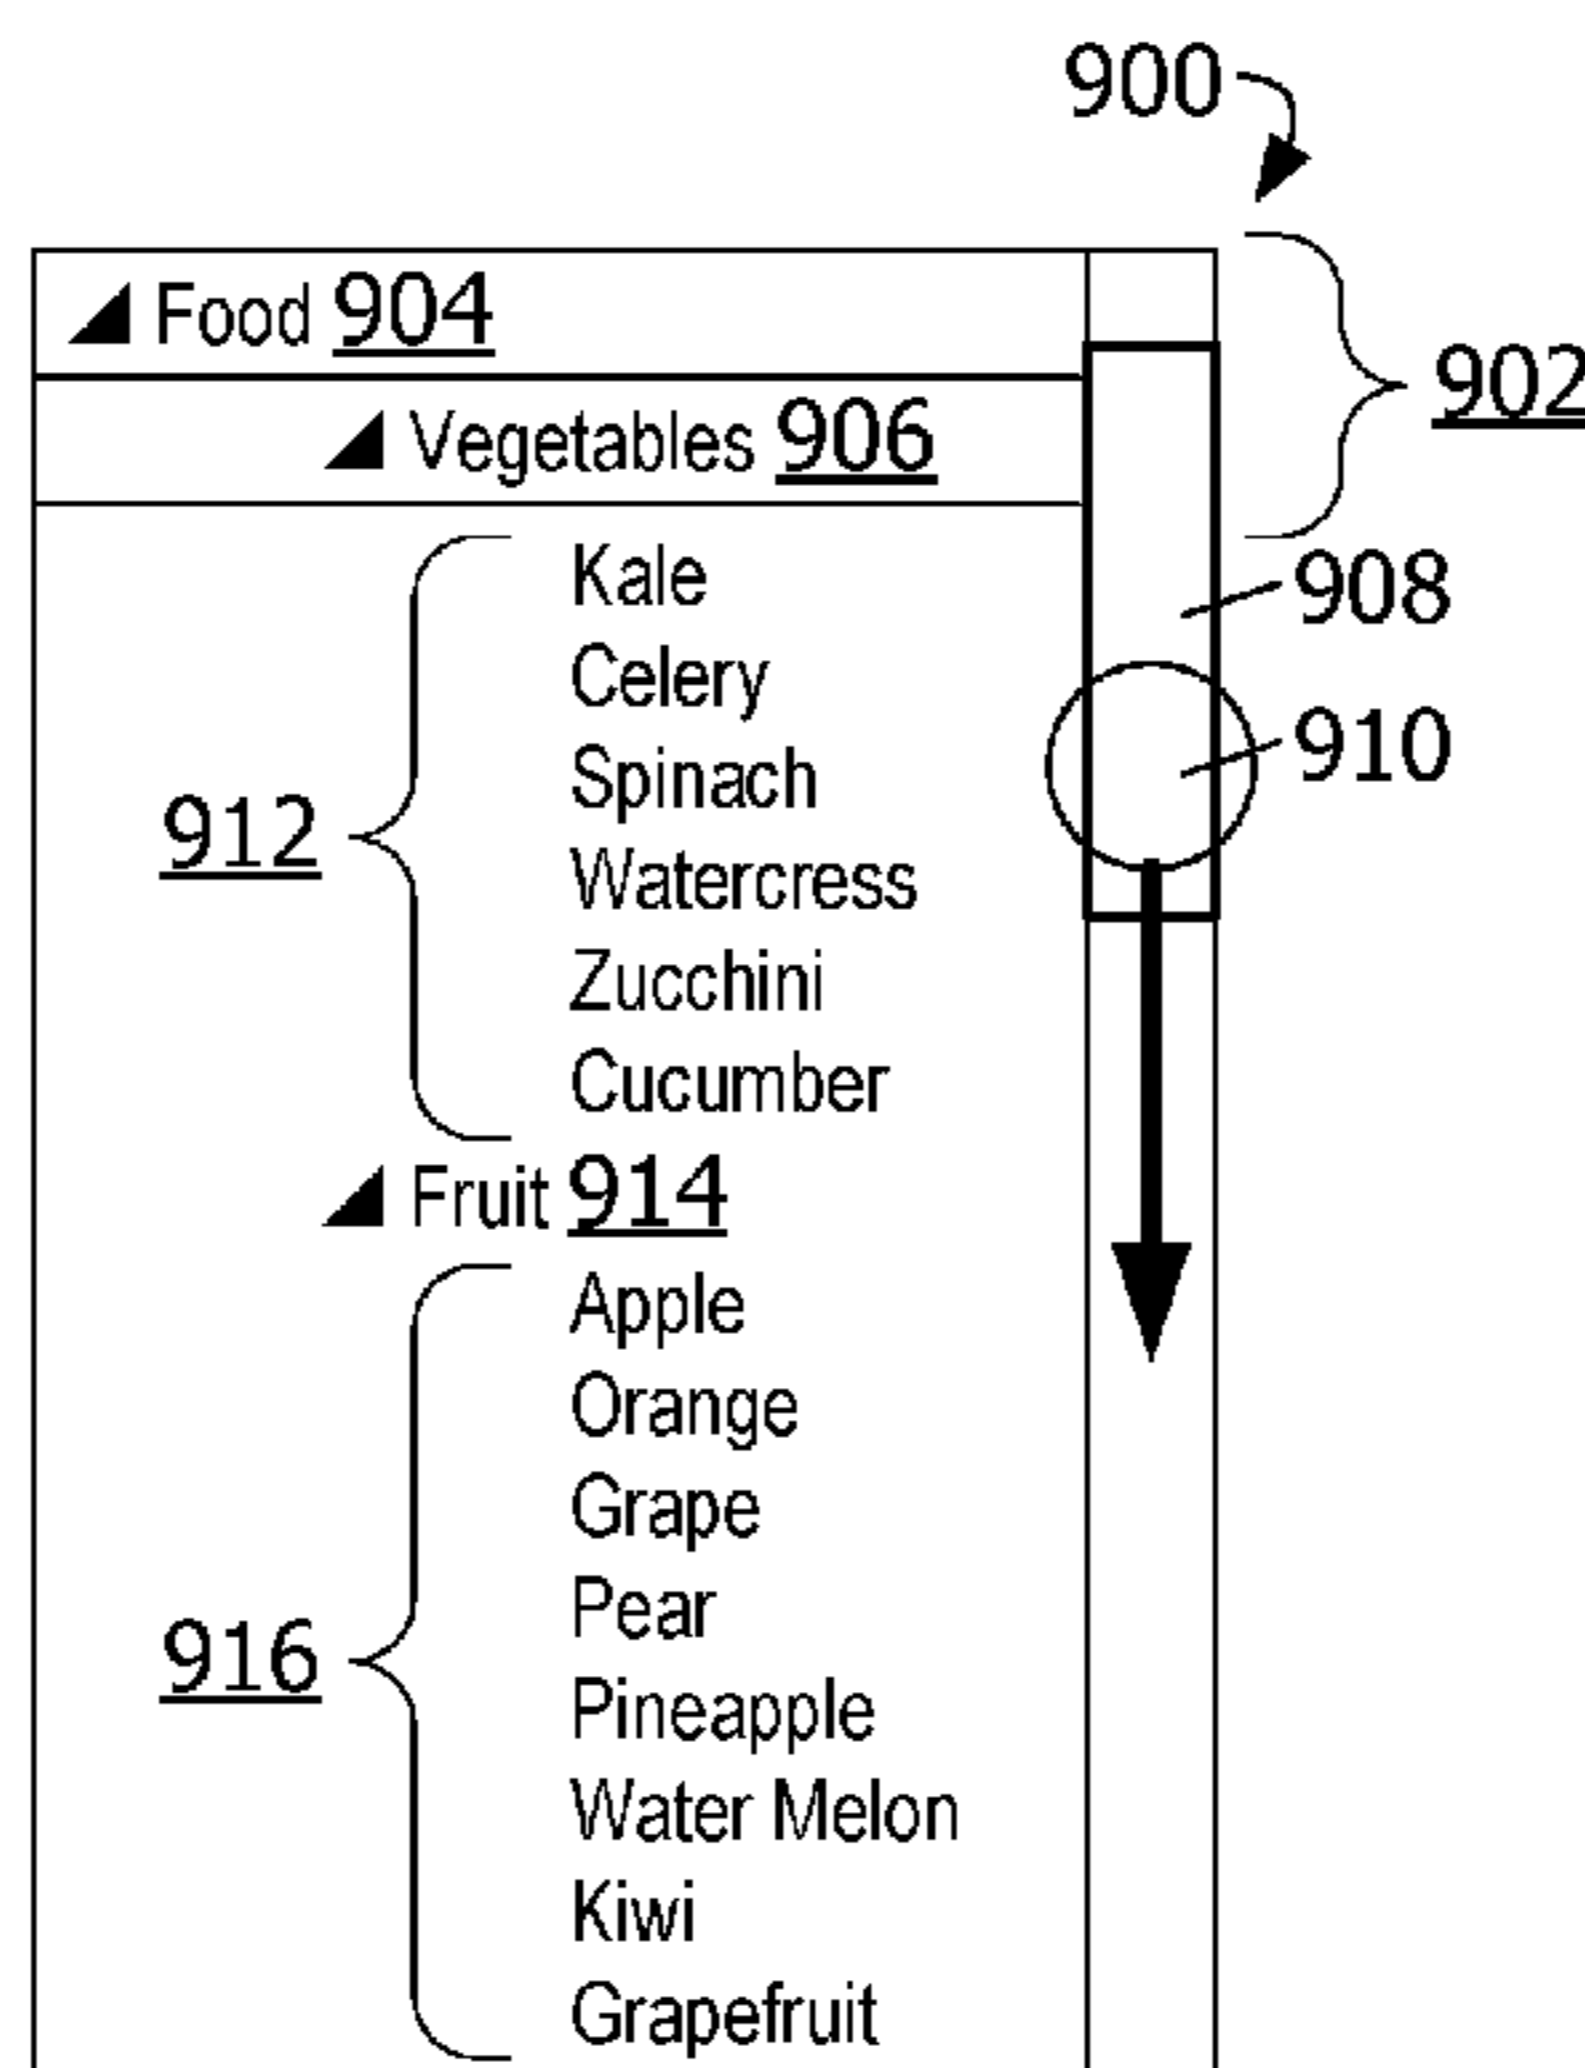 900
Food 904
902
Vegetables 906
Kale
908
Celery
910
Spinach
912
Watercress
Zucchini
Cucumber
Fruit 914
Apple
Orange
Grape
Pear
916
Pineapple
Water Melon
Kiwi
Grapefruit